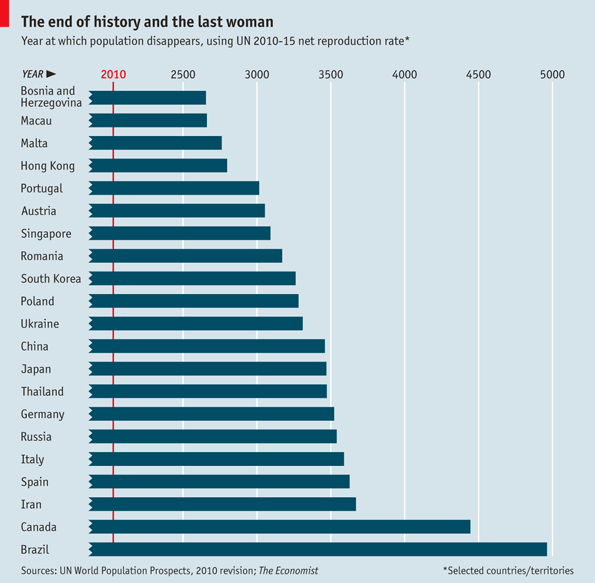 The end of history and the last woman
Year at which population disappears, using UN 2010-15 net reproduction rate*
YEAR ► 2010 2500 3000 3500 4000 4500 5000
Bosnia and
Herzegovina
Macau
Malta
Hong Kong
Portugal
Austria
Singapore
Romania
South Korea
Poland
Ukraine
China
Japan
Thailand
Germany
Russia
Italy
Spain
Iran
Canada
Brazil
Sources: UN World Population Prospects, 2010 revision; The Economist *Selected countries/territories